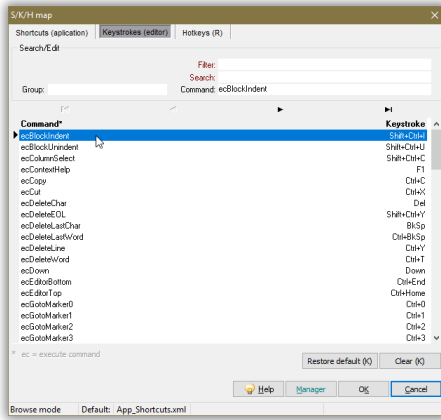 S/K/H map
Shortcuts (aplication) Keystrokes (editor) Hotkeys (R)
Search/Edit
Filter:
Search:
Group: Command: ecBlockIndent
Command* Keystroke
ecBlockIndent Shift+Ctrl+I
ecBlockUnindent Shift+Ctrl+U
ecColumnSelect Shift+Ctrl+C
ecContextHelp F1
ecCopy Ctrl+C
ecCut Ctrl+X
ecDeleteChar Del
ecDeleteEOL Shift+Ctrl+Y
ecDeleteLastChar BkSp
ecDeleteLastWord Ctrl+BkSp
ecDeleteLine Ctrl+Y
ecDeleteWord Ctrl+T
ecDown Down
ecEditorBottom Ctrl+End
ecEditorTop Ctrl+Home
ecGotoMarker0 Ctrl+0
ecGotoMarker1 Ctrl+1
ecGotoMarker2 Ctrl+2
ecGotoMarker3 Ctrl+3
* ec = execute command
Restore default (K) Clear (K)
Help Manager OK Cancel
Browse mode Default: App_Shortcuts.xml